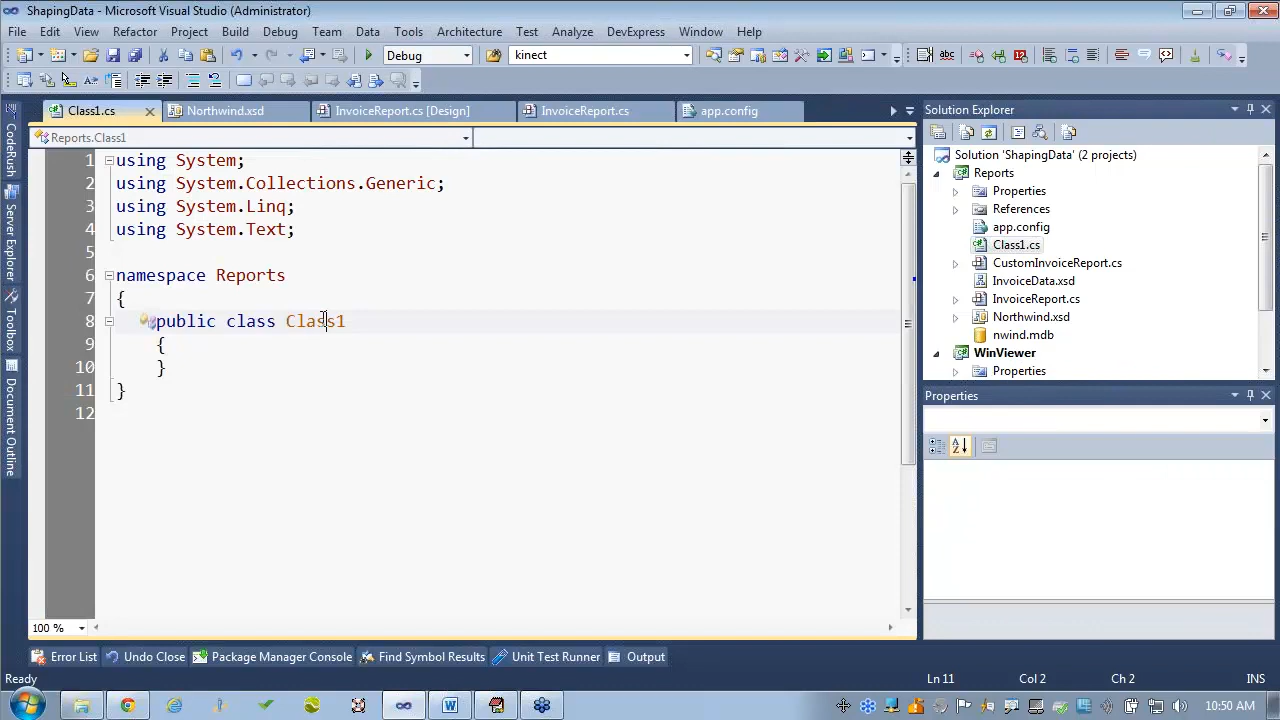 ShapingData - Microsoft Visual Studio (Administrator)
File Edit View Refactor Project Build Debug Team Data Tools Architecture Test Analyze DevExpress Window Help
Debug kinect
Class1.cs Northwind.xsd InvoiceReport.cs [Design] InvoiceReport.cs app.config
Reports.Class1
1 using System;
2 using System.Collections.Generic;
3 using System.Linq;
4 using System.Text;
5
6 namespace Reports
7 {
8 public class Class1
9 {
10 }
11 }
12
100 %
CodeRush
Server Explorer
Toolbox
Document Outline
Solution Explorer
Solution 'ShapingData' (2 projects)
Reports
Properties
References
app.config
Class1.cs
CustomInvoiceReport.cs
InvoiceData.xsd
InvoiceReport.cs
Northwind.xsd
nwind.mdb
WinViewer
Properties
Properties
Error List Undo Close Package Manager Console Find Symbol Results Unit Test Runner Output
Ready Ln 11 Col 2 Ch 2 INS
10:50 AM